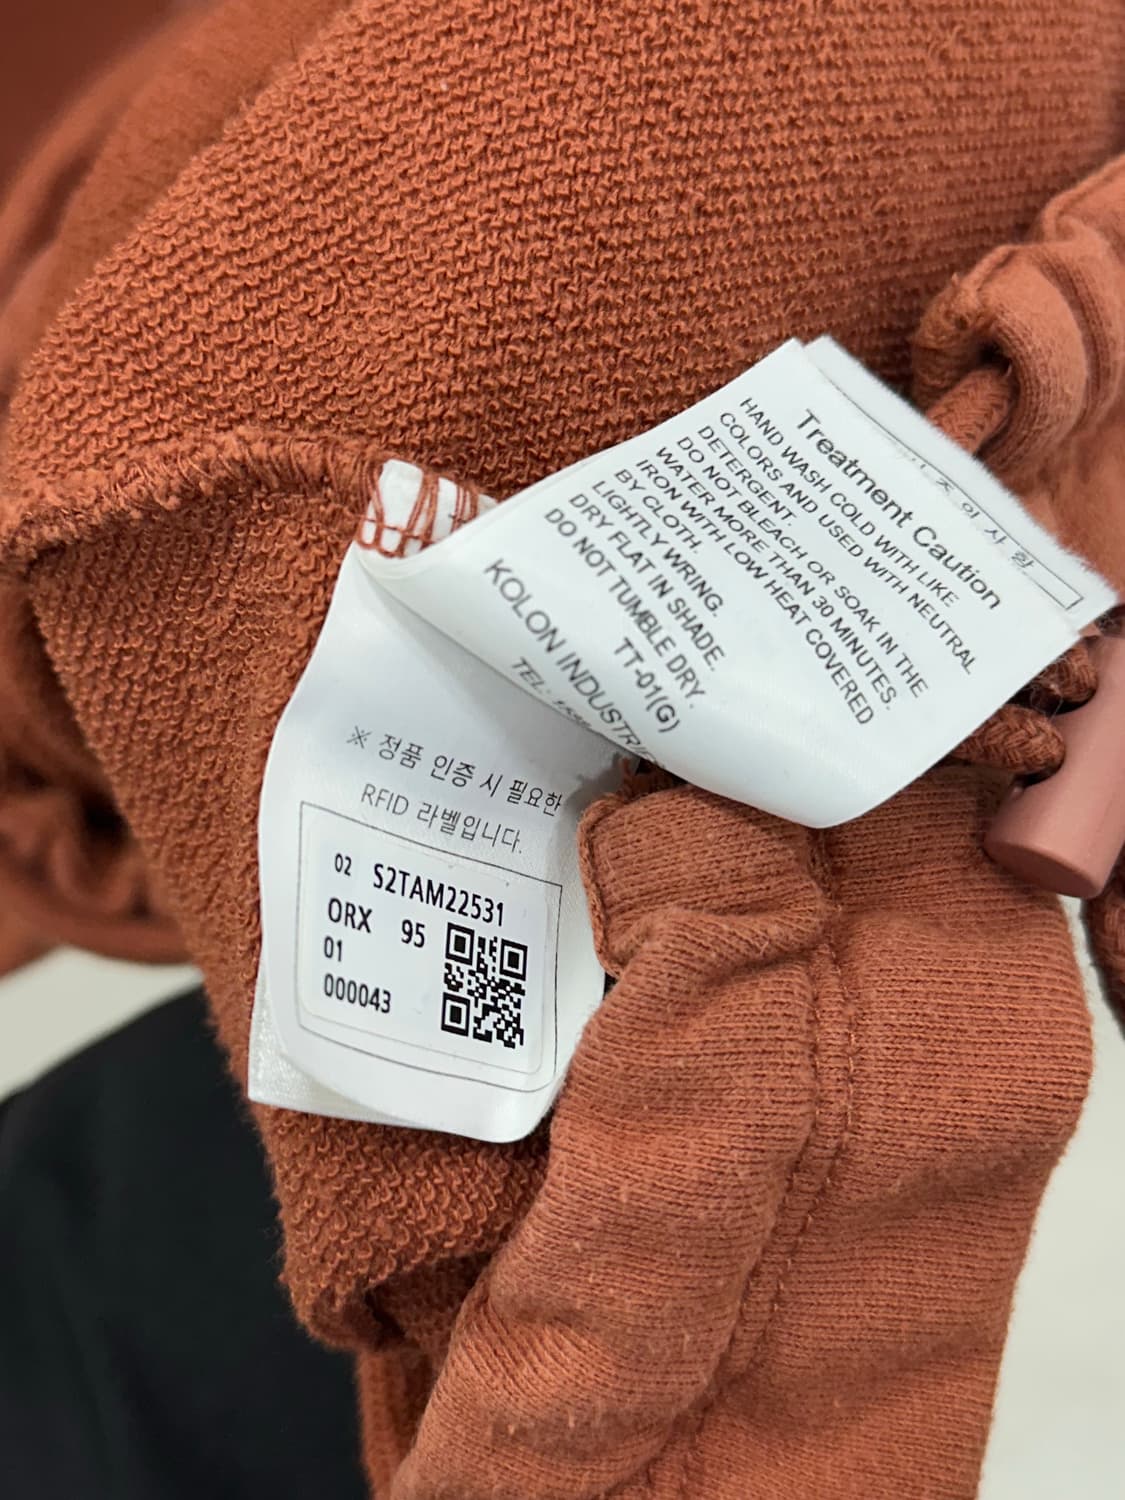 Treatment Caution
HAND WASH COLD WITH LIKE
COLORS AND USED WITH NEUTRAL
DETERGENT.
DO NOT BLEACH OR SOAK IN THE
WATER MORE THAN 30 MINUTES.
IRON WITH LOW HEAT COVERED
BY CLOTH.
LIGHTLY WRING.
DRY FLAT IN SHADE.
DO NOT TUMBLE DRY.
TT-01(G)
KOLON
TEL:
※ 정품 인증 시 필요한
RFID 라벨입니다.
02 S2TAM22531
ORX 95
01
000043